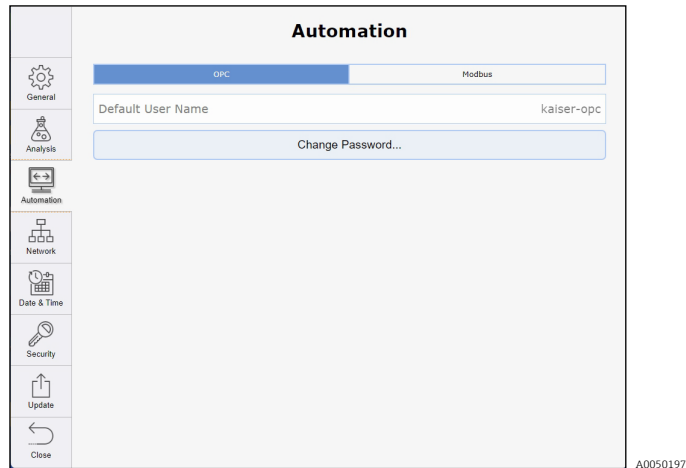 Automation
OPC
Modbus
Default User Name
kaiser-opc
Change Password...
General
Analysis
Automation
Network
Date & Time
Security
Update
Close
A0050197